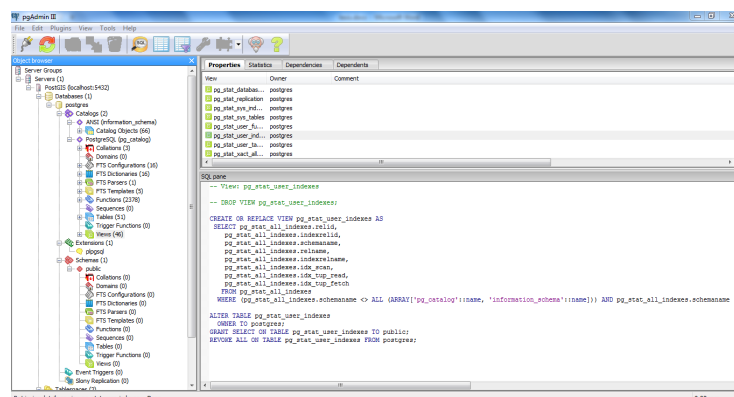 pgAdmin III
File Edit Plugins View Tools Help
SQL
Object browser
Server Groups
Servers (1)
PostGIS (localhost:5432)
Databases (1)
postgres
Catalogs (2)
ANSI (information_schema)
Catalog Objects (66)
PostgreSQL (pg_catalog)
Collations (3)
Domains (0)
FTS Configurations (16)
FTS Dictionaries (16)
FTS Parsers (1)
FTS Templates (5)
Functions (2378)
Sequences (0)
Tables (51)
Trigger Functions (0)
Views (46)
Extensions (1)
plpgsql
Schemas (1)
public
Collations (0)
Domains (0)
FTS Configurations (0)
FTS Dictionaries (0)
FTS Parsers (0)
FTS Templates (0)
Functions (0)
Sequences (0)
Tables (0)
Trigger Functions (0)
Views (0)
Event Triggers (0)
Slony Replication (0)
Tablespaces (2)
Properties Statistics Dependencies Dependents
View Owner Comment
pg_stat_databas... postgres
pg_stat_replication postgres
pg_stat_sys_ind... postgres
pg_stat_sys_tables postgres
pg_stat_user_fu... postgres
pg_stat_user_ind... postgres
pg_stat_user_ta... postgres
pg_stat_xact_all... postgres
SQL pane
-- View: pg_stat_user_indexes
-- DROP VIEW pg_stat_user_indexes;
CREATE OR REPLACE VIEW pg_stat_user_indexes AS
SELECT pg_stat_all_indexes.relid,
pg_stat_all_indexes.indexrelid,
pg_stat_all_indexes.schemaname,
pg_stat_all_indexes.relname,
pg_stat_all_indexes.indexrelname,
pg_stat_all_indexes.idx_scan,
pg_stat_all_indexes.idx_tup_read,
pg_stat_all_indexes.idx_tup_fetch
FROM pg_stat_all_indexes
WHERE (pg_stat_all_indexes.schemaname <> ALL (ARRAY['pg_catalog'::name, 'information_schema'::name])) AND pg_stat_all_indexes.schemaname
ALTER TABLE pg_stat_user_indexes
OWNER TO postgres;
GRANT SELECT ON TABLE pg_stat_user_indexes TO public;
REVOKE ALL ON TABLE pg_stat_user_indexes FROM postgres;